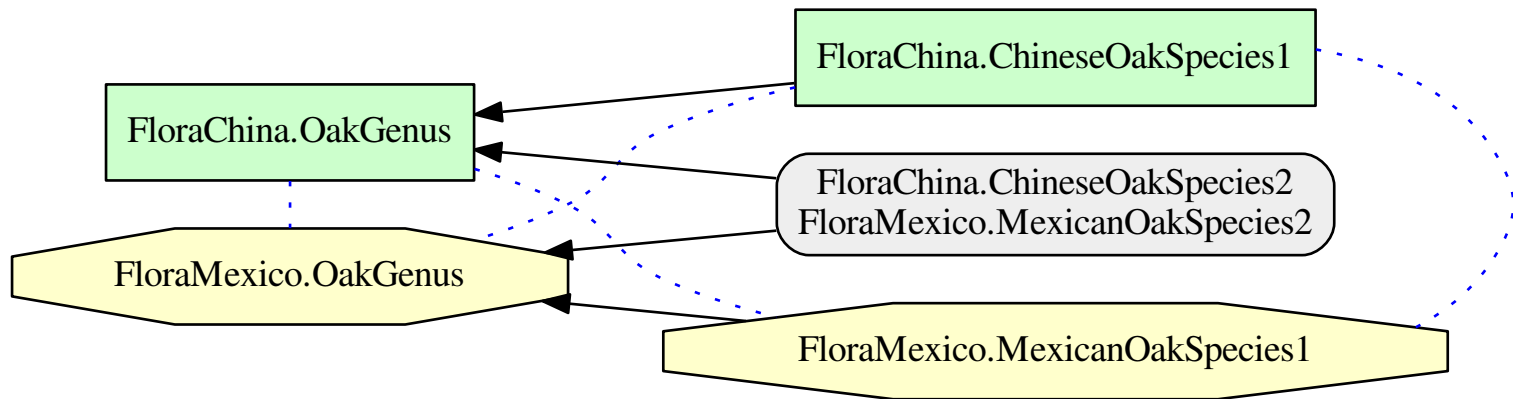 FloraChina.ChineseOakSpecies1
FloraChina.OakGenus
FloraChina.ChineseOakSpecies2
FloraMexico.MexicanOakSpecies2
FloraMexico.OakGenus
FloraMexico.MexicanOakSpecies1